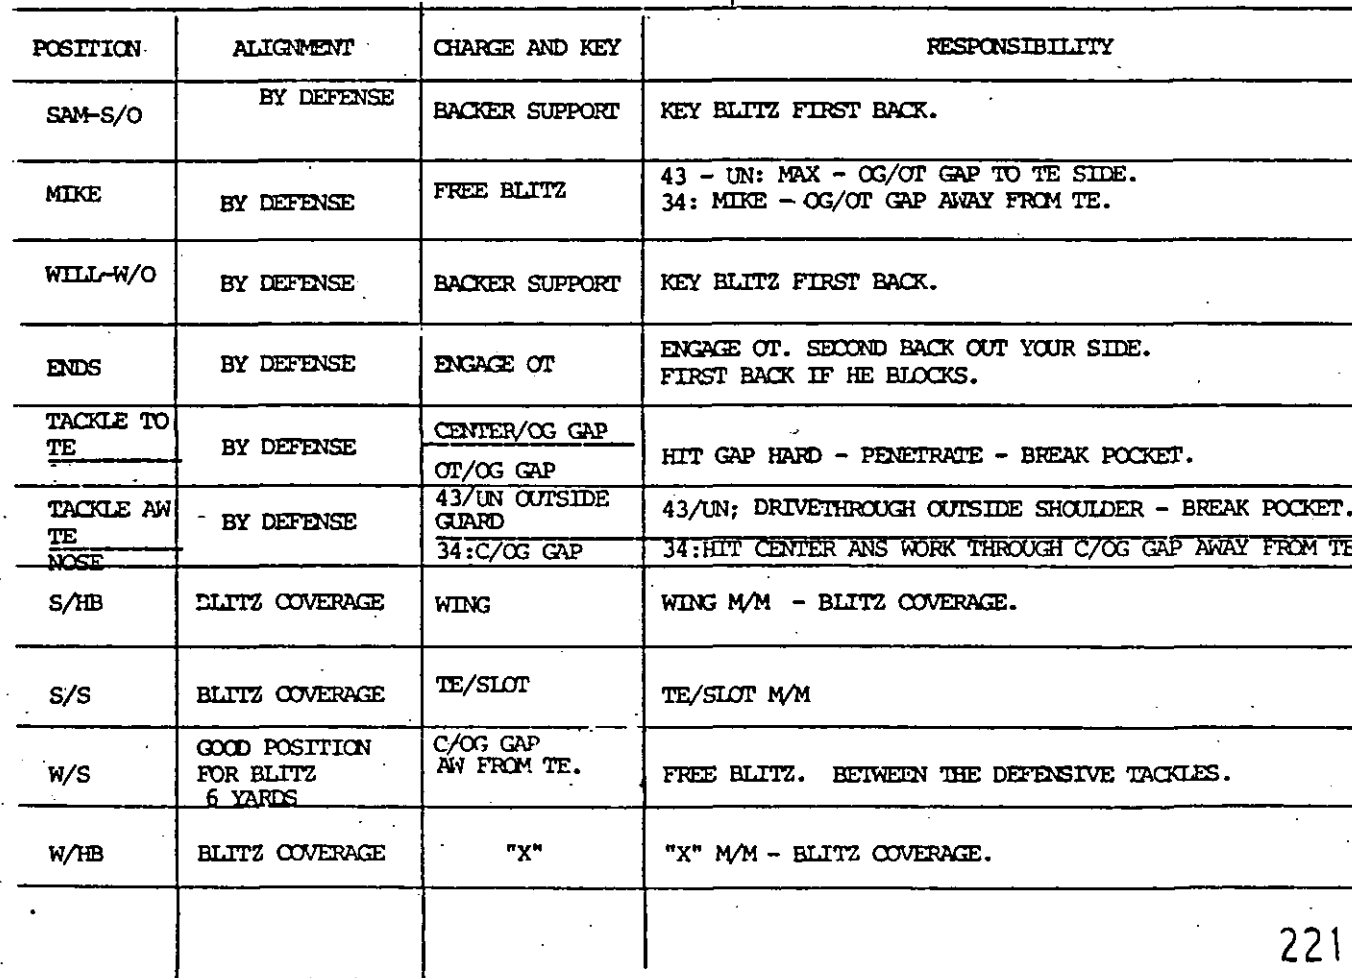 POSITION ALIGNMENT CHARGE AND KEY RESPONSIBILITY
SAM-S/O BY DEFENSE BACKER SUPPORT KEY BLITZ FIRST BACK.
MIKE BY DEFENSE FREE BLITZ 43 - UN: MAX - OG/OT GAP TO TE SIDE.
34: MIKE - OG/OT GAP AWAY FROM TE.
WILL-W/O BY DEFENSE BACKER SUPPORT KEY BLITZ FIRST BACK.
ENDS BY DEFENSE ENGAGE OT ENGAGE OT. SECOND BACK OUT YOUR SIDE.
FIRST BACK IF HE BLOCKS.
TACKLE TO
TE
BY DEFENSE
CENTER/OG GAP
OT/OG GAP
HIT GAP HARD - PENETRATE - BREAK POCKET.
TACKLE AW
TE
NOSE
BY DEFENSE
43/UN OUTSIDE
GUARD
34:C/OG GAP
43/UN; DRIVETHROUGH OUTSIDE SHOULDER - BREAK POCKET.
34:HIT CENTER ANS WORK THROUGH C/OG GAP AWAY FROM TE
S/HB BLITZ COVERAGE WING WING M/M - BLITZ COVERAGE.
S/S BLITZ COVERAGE TE/SLOT TE/SLOT M/M
W/S
GOOD POSITION
FOR BLITZ
6 YARDS
C/OG GAP
AW FROM TE.
FREE BLITZ. BETWEEN THE DEFENSIVE TACKLES.
W/HB BLITZ COVERAGE "X" "X" M/M - BLITZ COVERAGE.
221